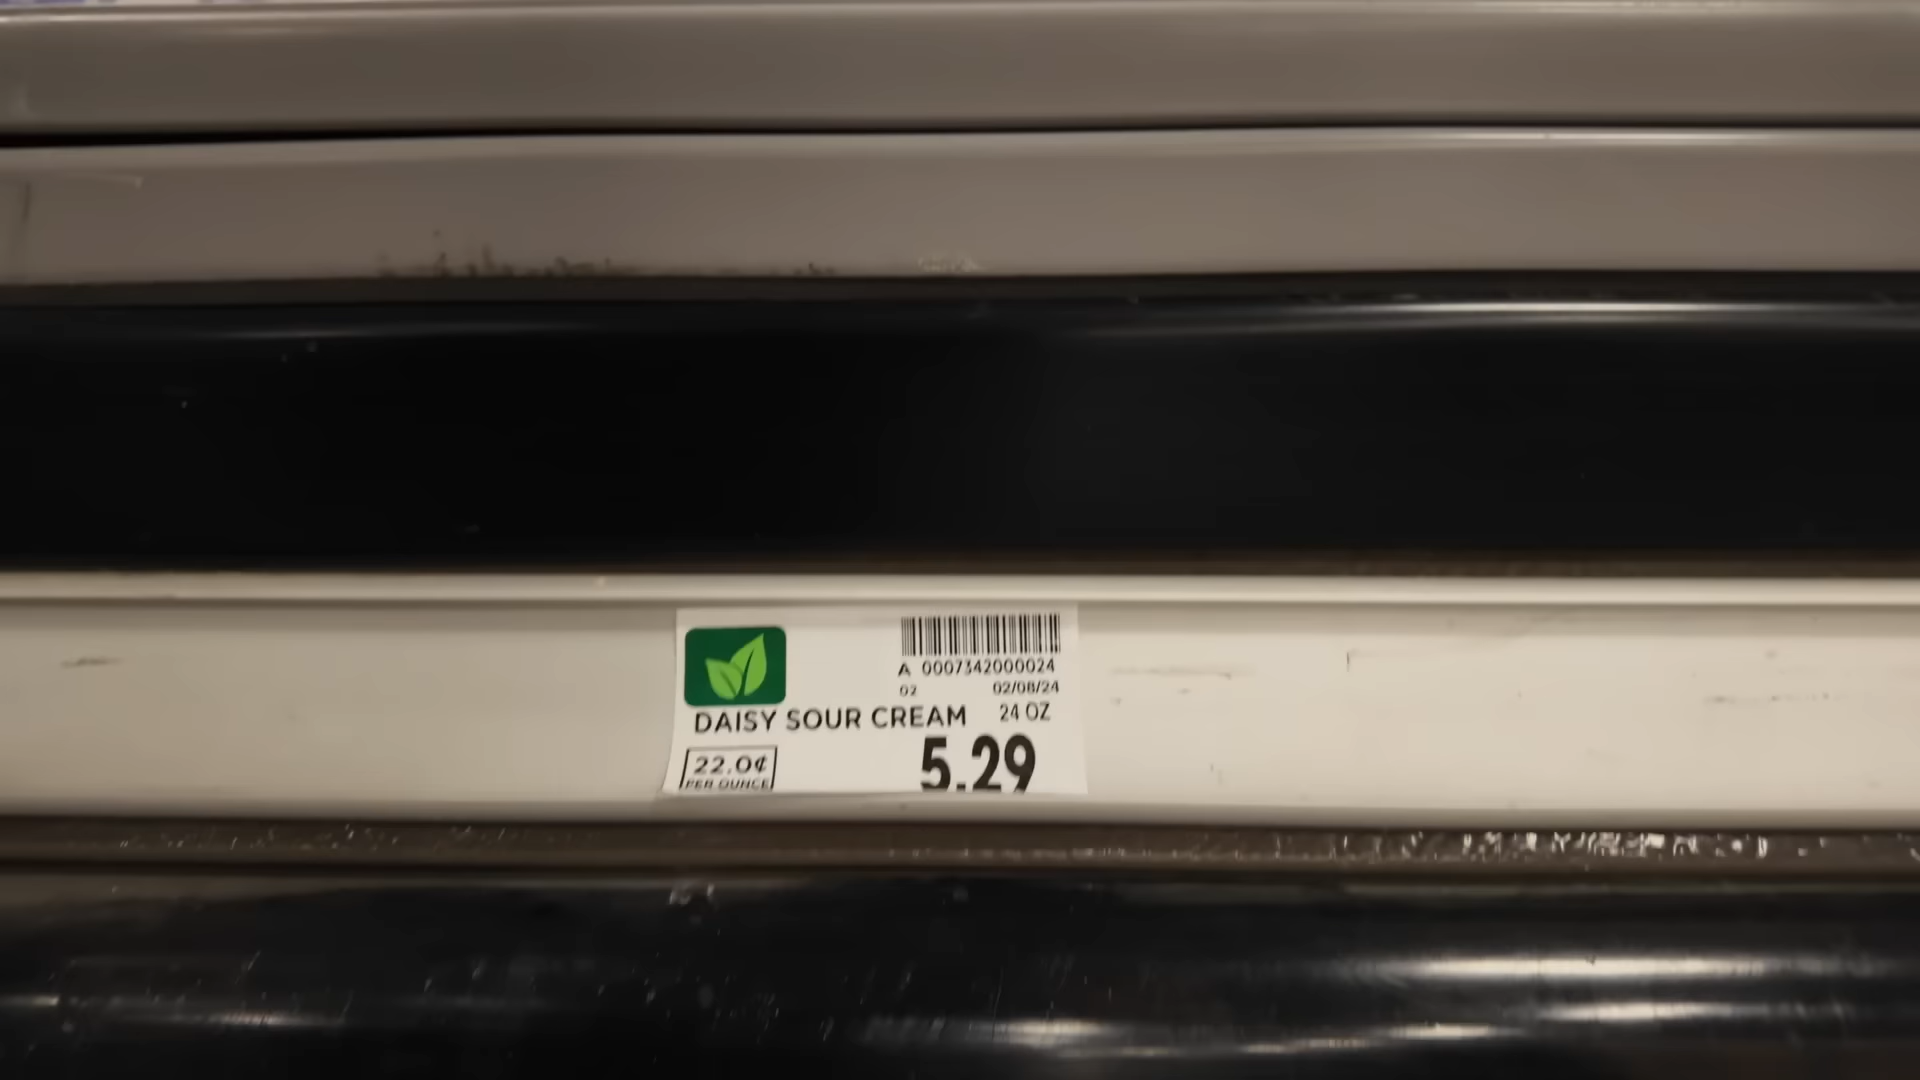 A 0007342000024
02 02/08/24
DAISY SOUR CREAM 24 OZ
22.0¢ 5.29
PER OUNCE